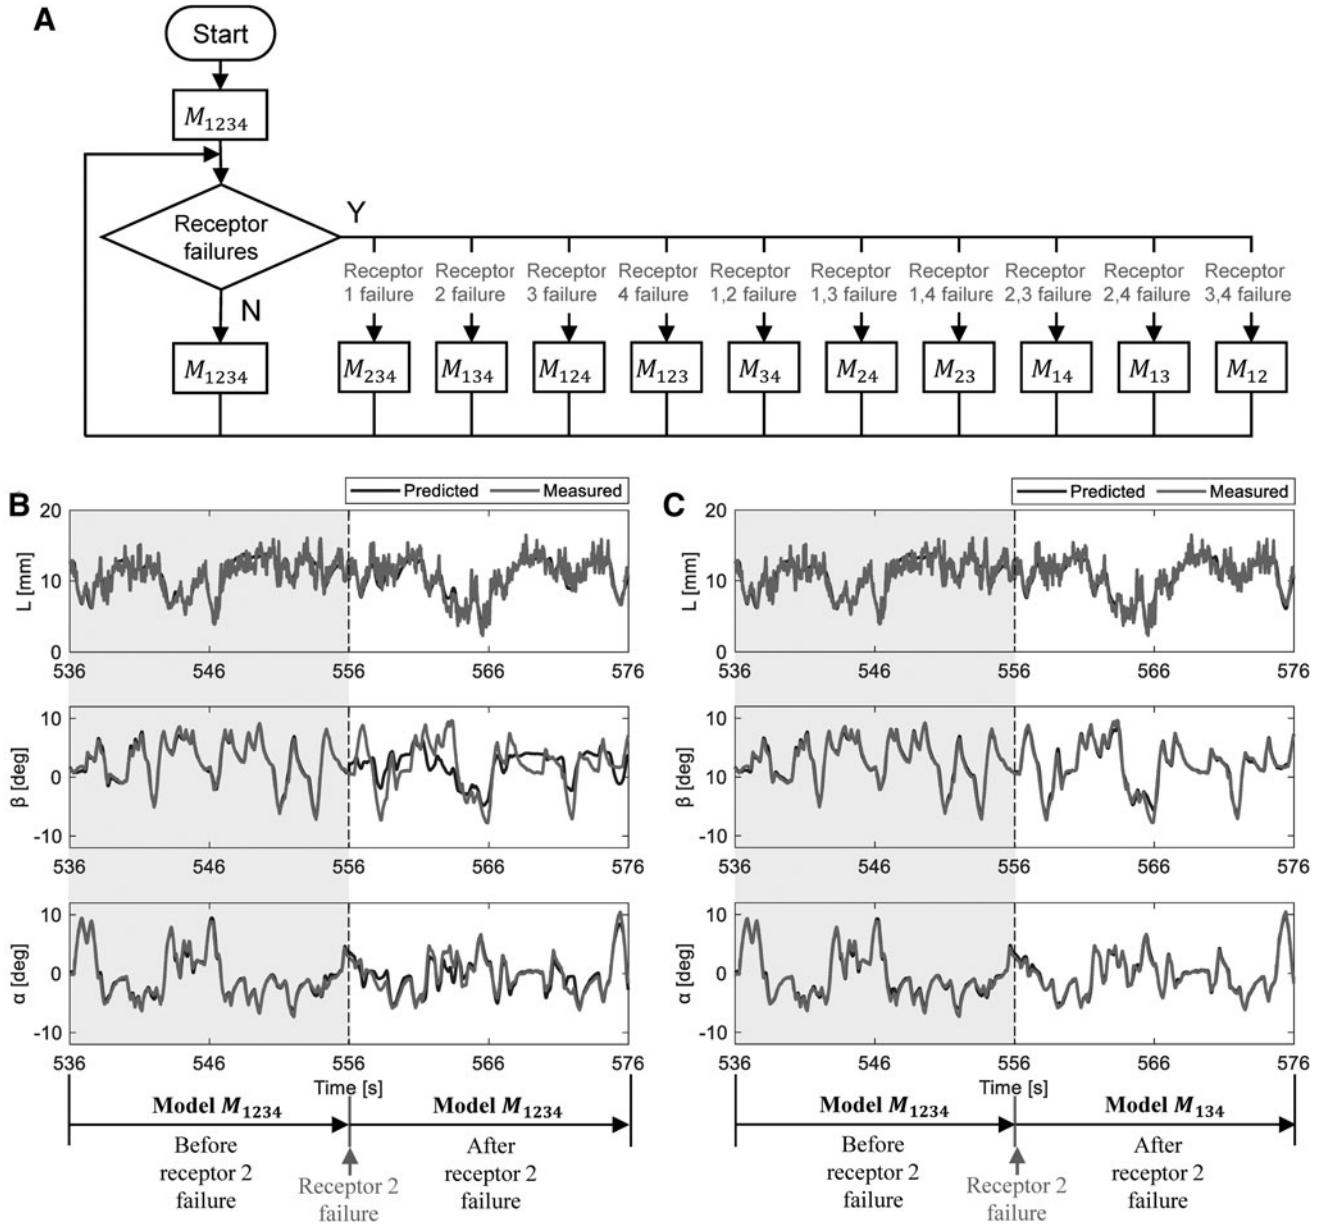 A
Start
M1234
Receptor
failures
Y
N
Receptor
1 failure
Receptor
2 failure
Receptor
3 failure
Receptor
4 failure
Receptor
1,2 failure
Receptor
1,3 failure
Receptor
1,4 failure
Receptor
2,3 failure
Receptor
2,4 failure
Receptor
3,4 failure
M1234
M234
M134
M124
M123
M34
M24
M23
M14
M13
M12
B
Predicted
Measured
L [mm]
20
10
0
536
546
556
566
576
β [deg]
10
0
-10
536
546
556
566
576
α [deg]
10
0
-10
536
546
556
566
576
Time [s]
Model M1234
Model M1234
Before
receptor 2
failure
Receptor 2
failure
After
receptor 2
failure
C
Predicted
Measured
L [mm]
20
10
0
536
546
556
566
576
β [deg]
10
10
-10
536
546
556
566
576
α [deg]
10
0
-10
536
546
556
566
576
Time [s]
Model M1234
Model M134
Before
receptor 2
failure
Receptor 2
failure
After
receptor 2
failure